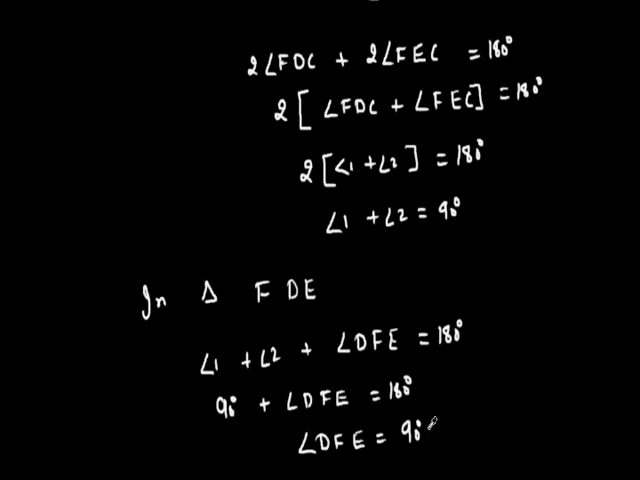 2∠FDC + 2∠FEC = 180°
2[ ∠FDC + ∠FEC] = 180°
2[∠1 + ∠2] = 180°
∠1 + ∠2 = 90°
In Δ FDE
∠1 + ∠2 + ∠DFE = 180°
90° + ∠DFE = 180°
∠DFE = 90°